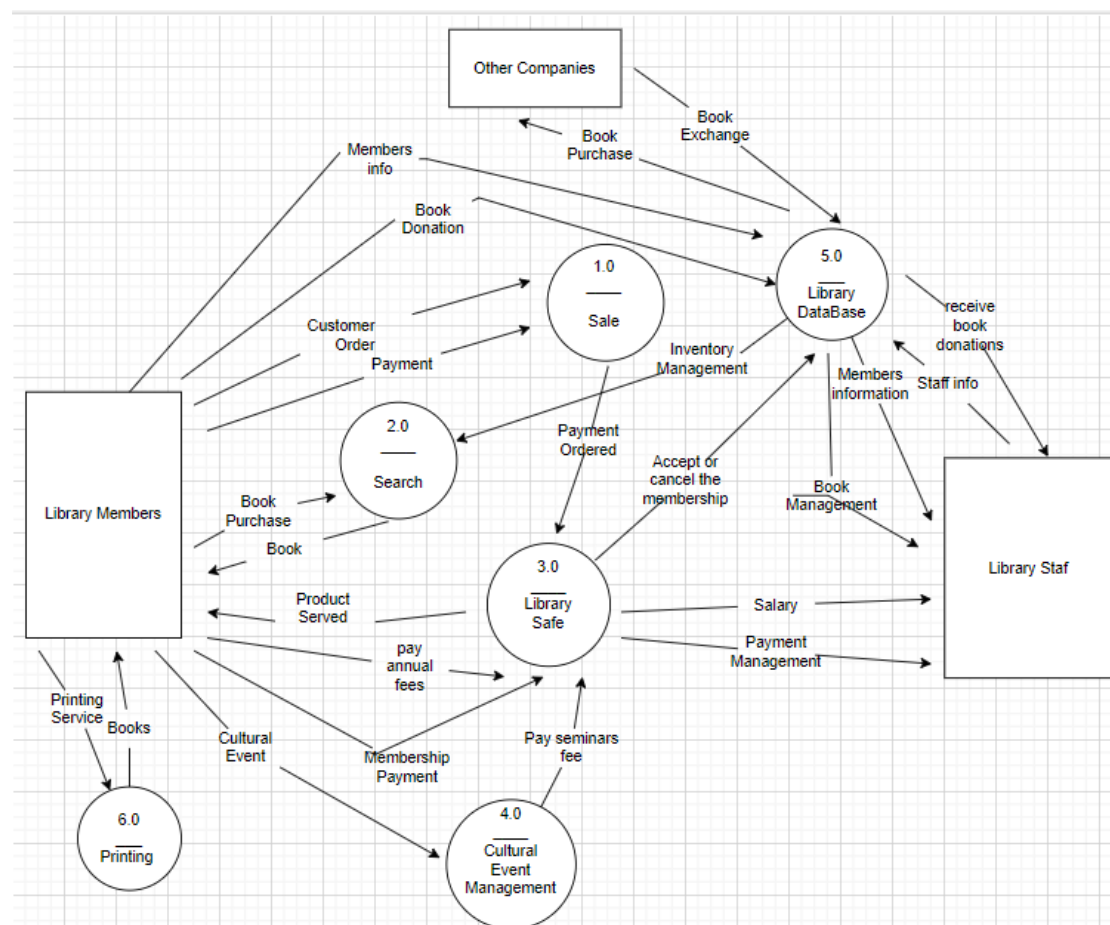 Other Companies
Book
Exchange
Book
Purchase
Members
info
Book
Donation
5.0
Library
DataBase
1.0
Sale
receive
book
donations
Customer
Order
Payment
Inventory
Management
Members
information
Staff info
2.0
Search
Payment
Ordered
Accept or
cancel the
membership
Book
Management
Library Members
Book
Purchase
Book
3.0
Library
Safe
Library Staf
Product
Served
Salary
pay
annual
fees
Payment
Management
Printing
Service
Books
Cultural
Event
Membership
Payment
Pay seminars
fee
6.0
Printing
4.0
Cultural
Event
Management